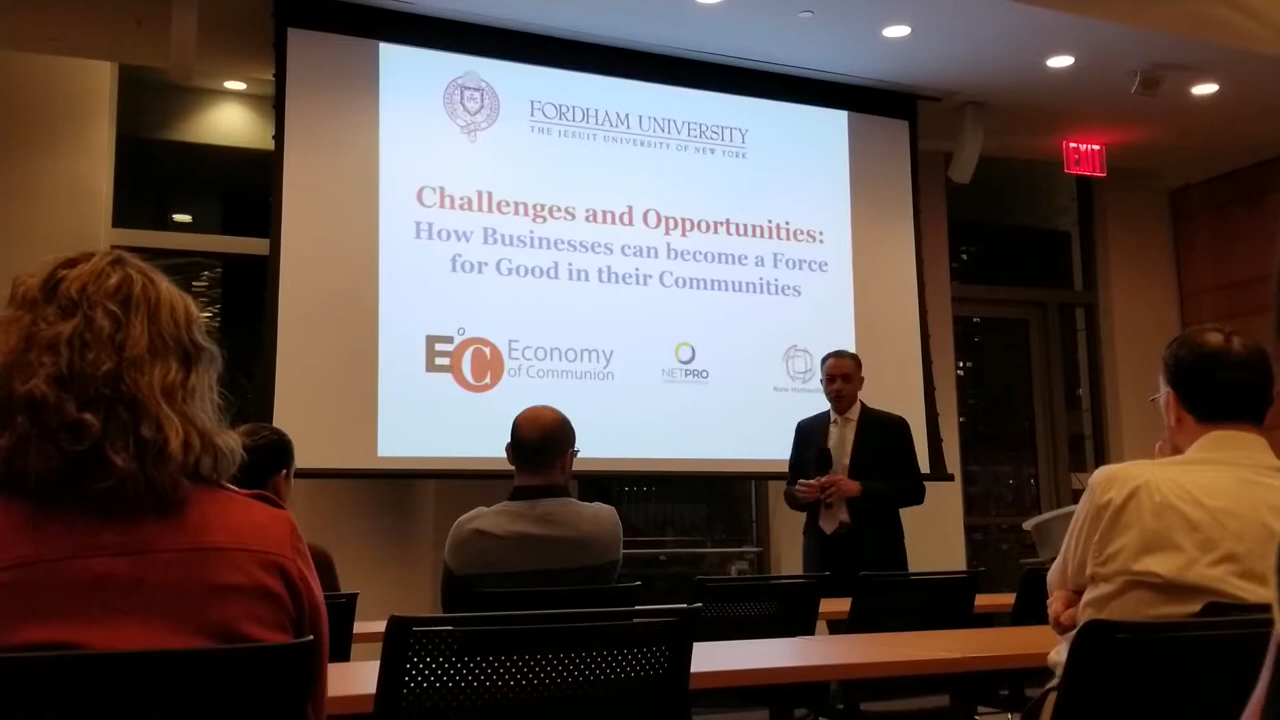 FORDHAM UNIVERSITY
THE JESUIT UNIVERSITY OF NEW YORK
Challenges and Opportunities:
How Businesses can become a Force
for Good in their Communities
EoC Economy
of Communion
NETPRO
New
EXIT